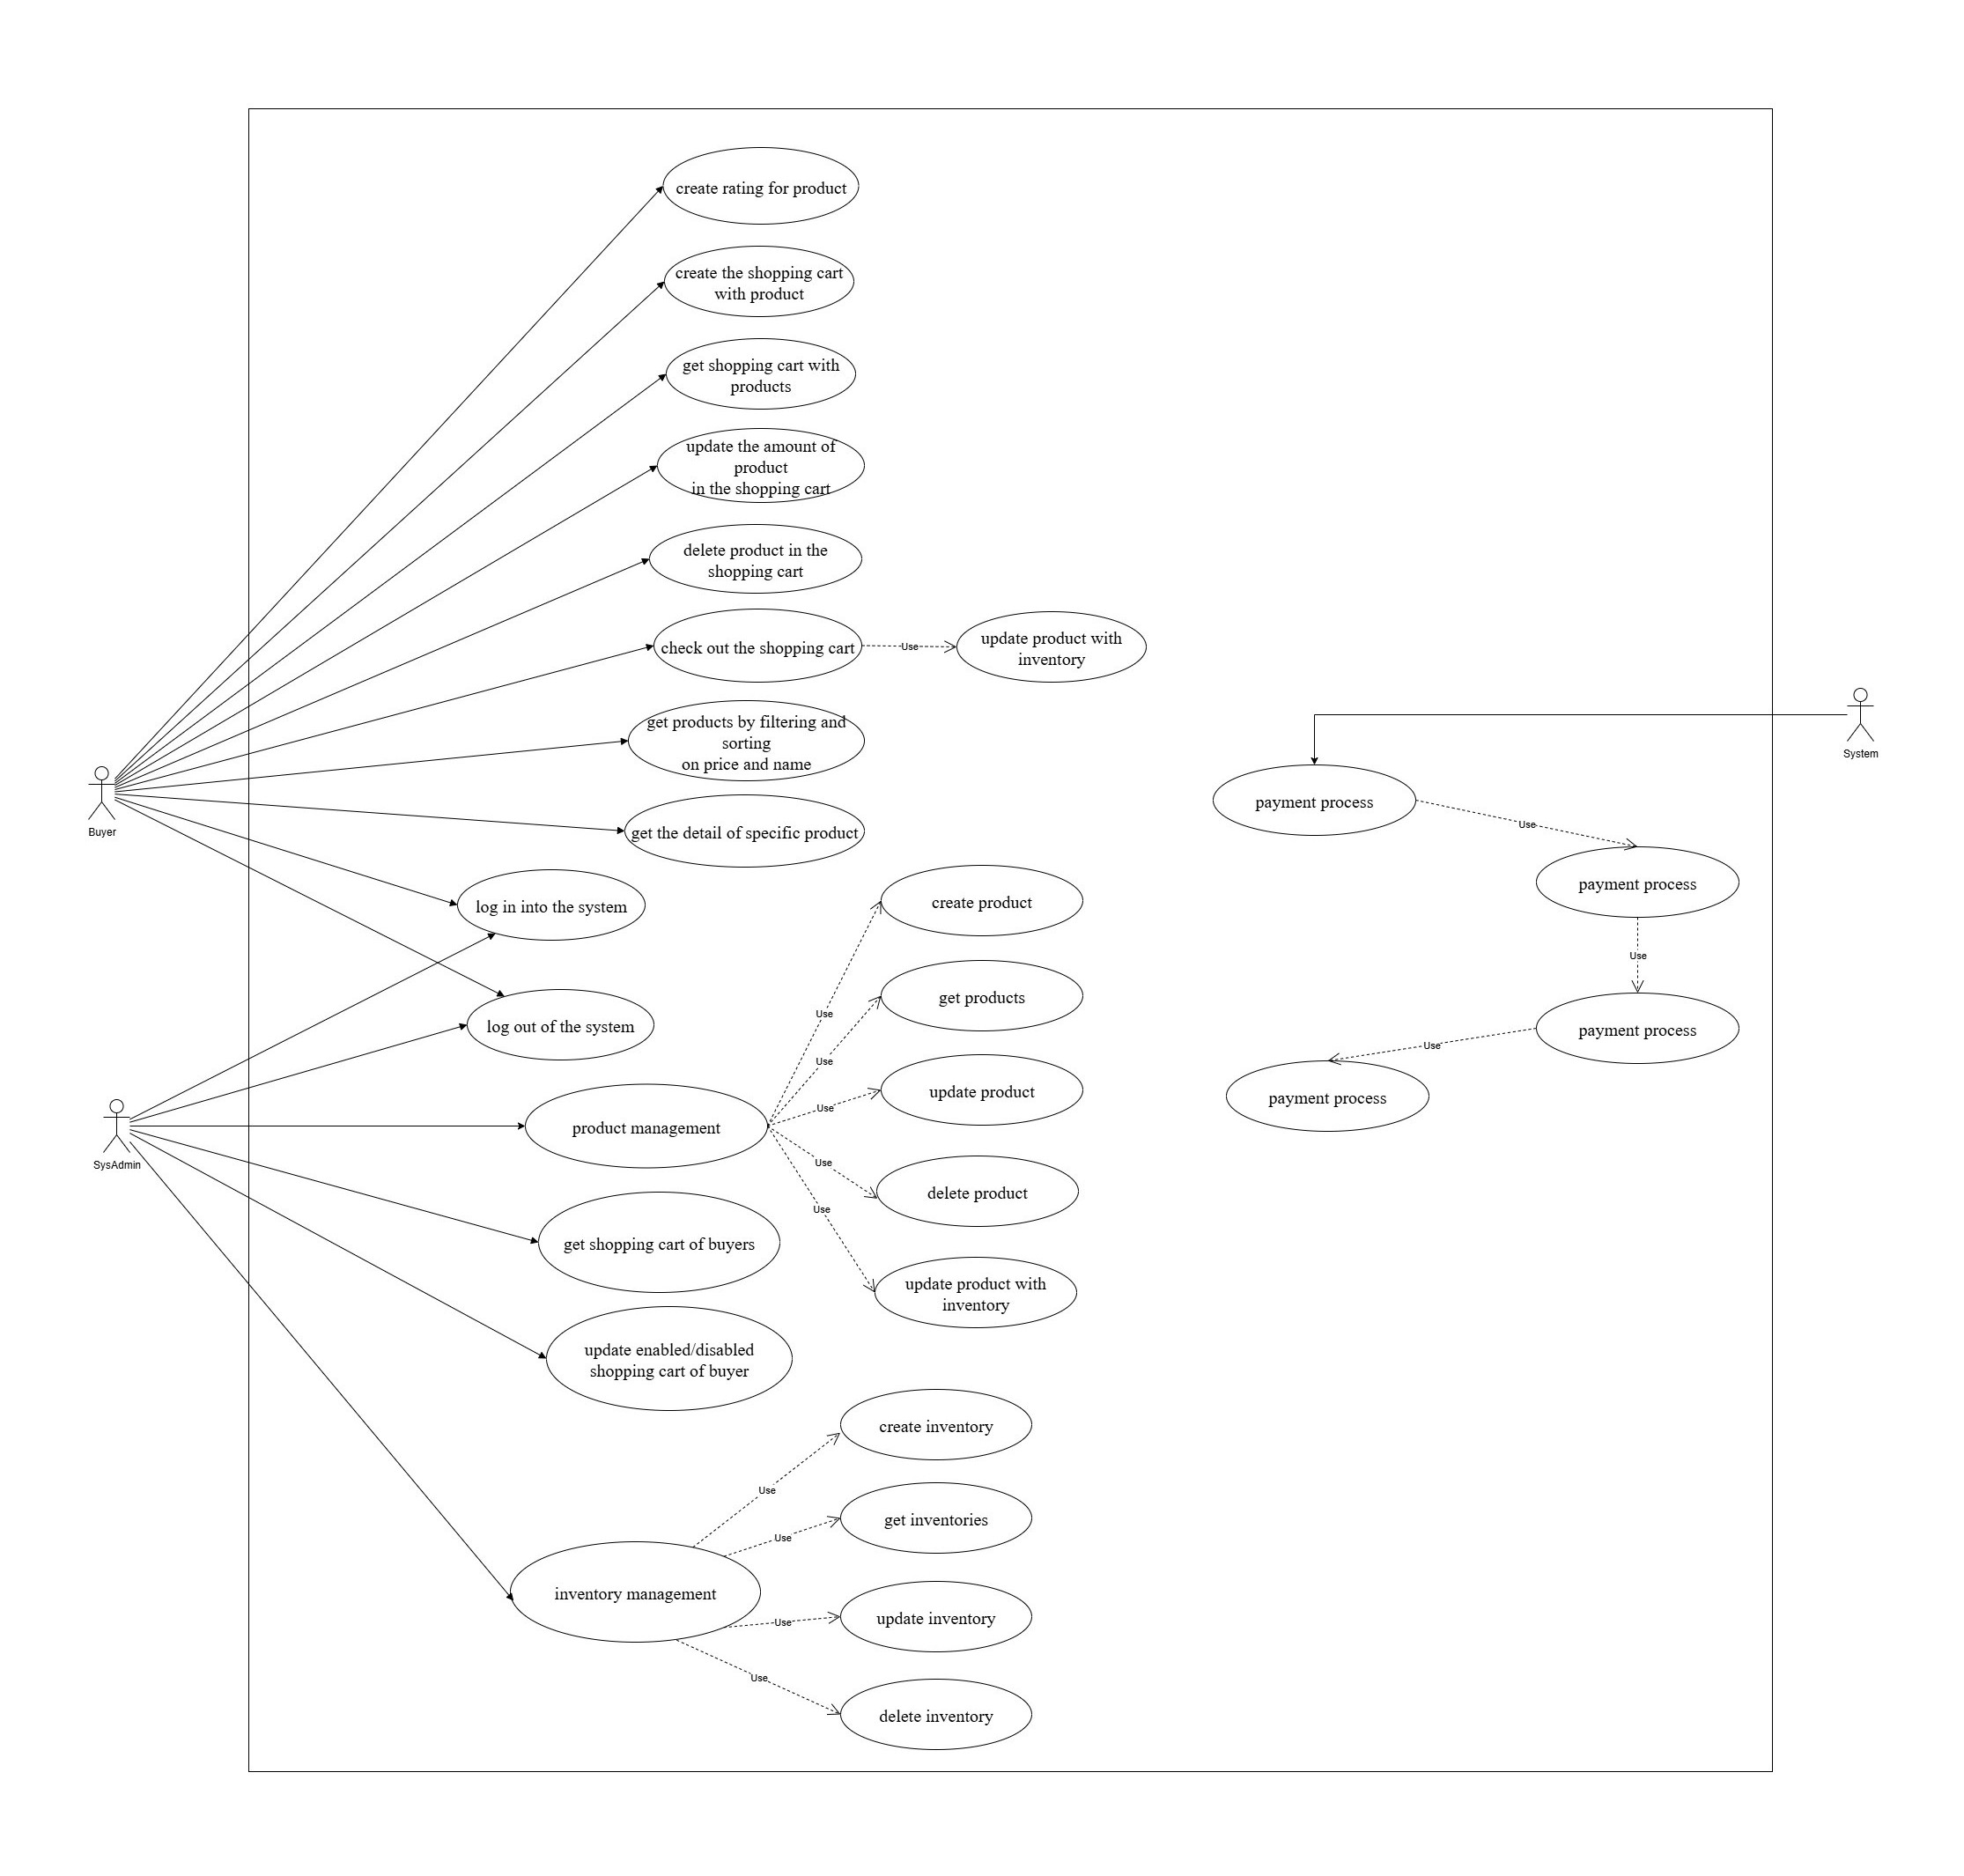 create rating for product
create the shopping cart
with product
get shopping cart with
products
update the amount of
product
in the shopping cart
delete product in the
shopping cart
check out the shopping cart
Use
update product with
inventory
get products by filtering and
sorting
on price and name
get the detail of specific product
Buyer
System
payment process
Use
payment process
Use
payment process
Use
payment process
log in into the system
log out of the system
SysAdmin
product management
Use
create product
Use
get products
Use
update product
Use
delete product
Use
update product with
inventory
get shopping cart of buyers
update enabled/disabled
shopping cart of buyer
inventory management
Use
create inventory
Use
get inventories
Use
update inventory
Use
delete inventory